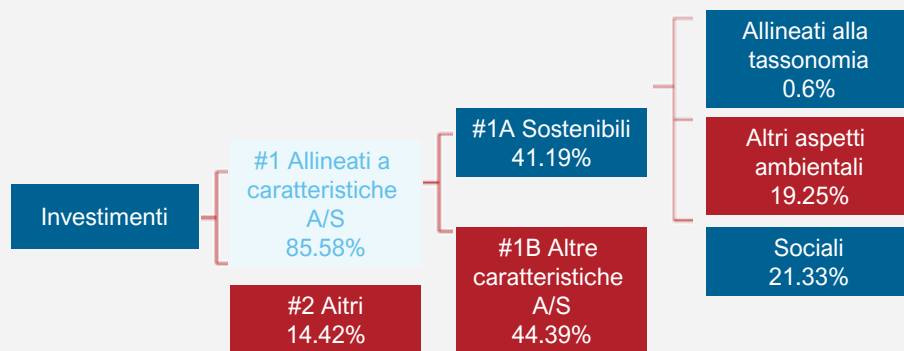 Investimenti
#1 Allineati a
caratteristiche
A/S
85.58%
#2 Aitri
14.42%
#1A Sostenibili
41.19%
#1B Altre
caratteristiche
A/S
44.39%
Allineati alla
tassonomia
0.6%
Altri aspetti
ambientali
19.25%
Sociali
21.33%